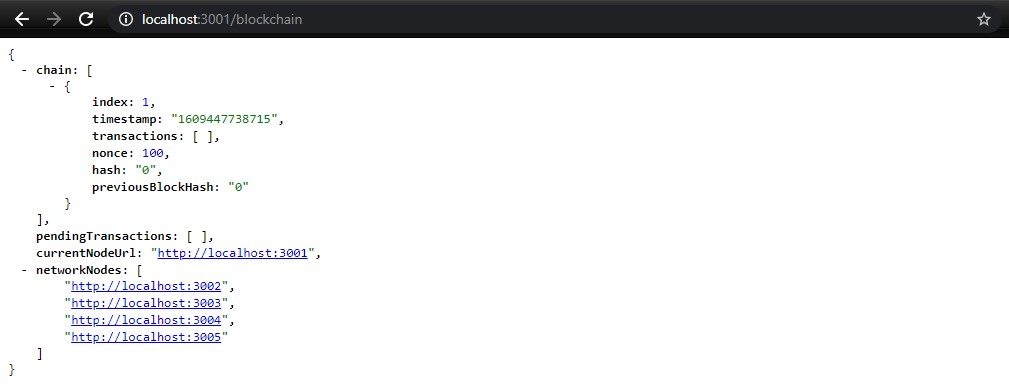 localhost:3001/blockchain
{
- chain: [
- {
index: 1,
timestamp: "1609447738715",
transactions: [ ],
nonce: 100,
hash: "0",
previousBlockHash: "0"
}
],
pendingTransactions: [ ],
currentNodeUrl: "http://localhost:3001",
- networkNodes: [
"http://localhost:3002",
"http://localhost:3003",
"http://localhost:3004",
"http://localhost:3005"
]
}